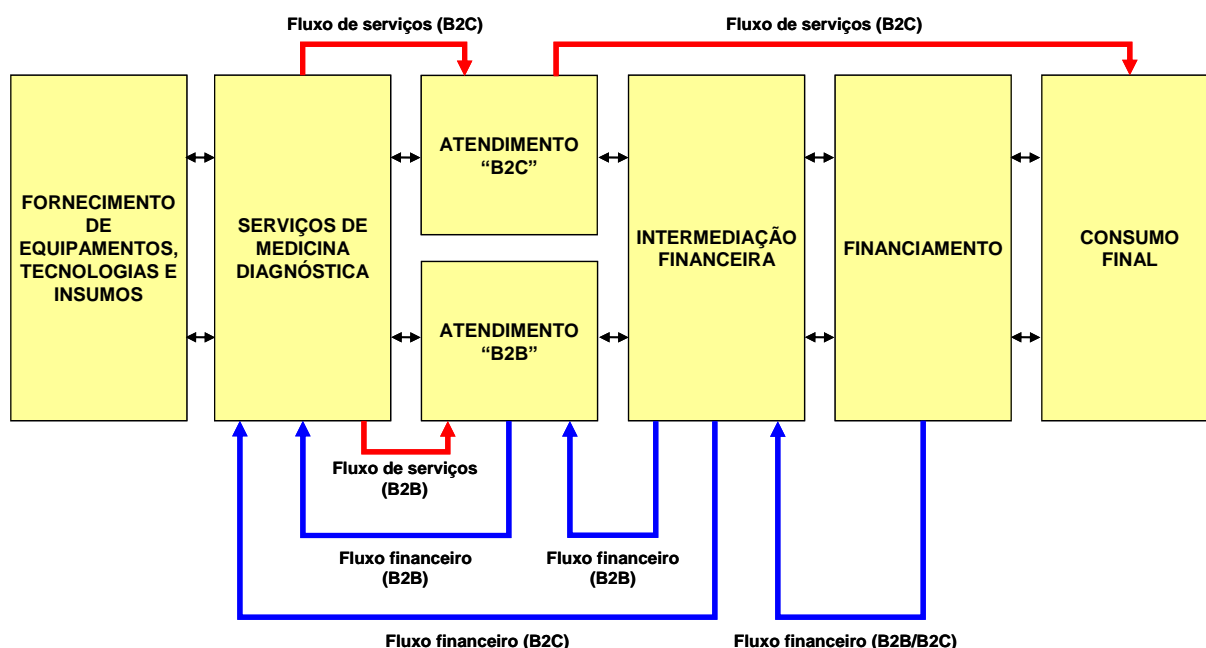 Fluxo de serviços (B2C)
Fluxo de serviços (B2C)
FORNECIMENTO
DE
EQUIPAMENTOS,
TECNOLOGIAS E
INSUMOS
SERVIÇOS DE
MEDICINA
DIAGNÓSTICA
ATENDIMENTO
“B2C”
ATENDIMENTO
“B2B”
INTERMEDIAÇÃO
FINANCEIRA
FINANCIAMENTO
CONSUMO
FINAL
Fluxo de serviços
(B2B)
Fluxo financeiro
(B2B)
Fluxo financeiro
(B2B)
Fluxo financeiro (B2C)
Fluxo financeiro (B2B/B2C)